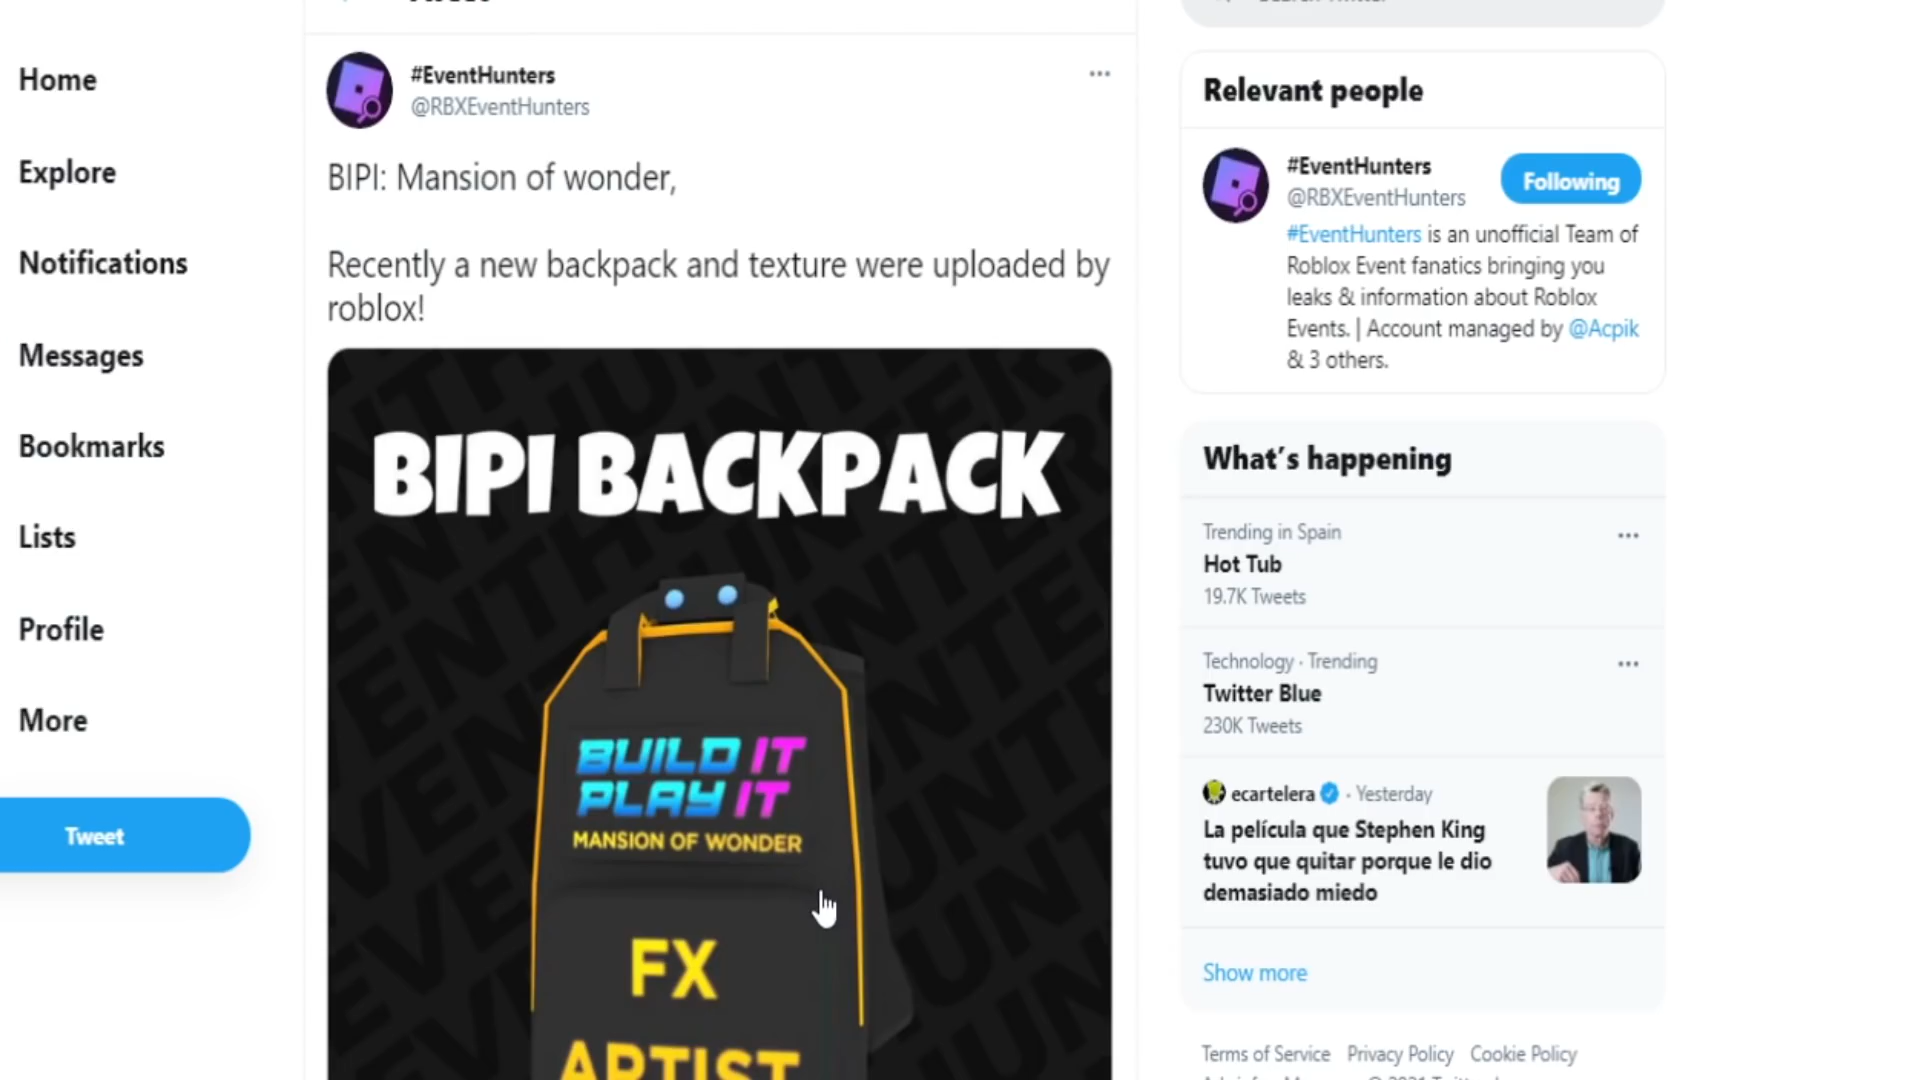 Home
Explore
Notifications
Messages
Bookmarks
Lists
Profile
More
Tweet
#EventHunters
@RBXEventHunters
BIPI: Mansion of wonder,
Recently a new backpack and texture were uploaded by
roblox!
BIPI BACKPACK
BUILD IT
PLAY IT
MANSION OF WONDER
FX
ARTIST
Relevant people
#EventHunters
@RBXEventHunters
Following
#EventHunters is an unofficial Team of
Roblox Event fanatics bringing you
leaks & information about Roblox
Events. | Account managed by @Acpik
& 3 others.
What's happening
Trending in Spain
Hot Tub
19.7K Tweets
Technology · Trending
Twitter Blue
230K Tweets
ecartelera · Yesterday
La película que Stephen King
tuvo que quitar porque le dio
demasiado miedo
Show more
Terms of Service Privacy Policy Cookie Policy